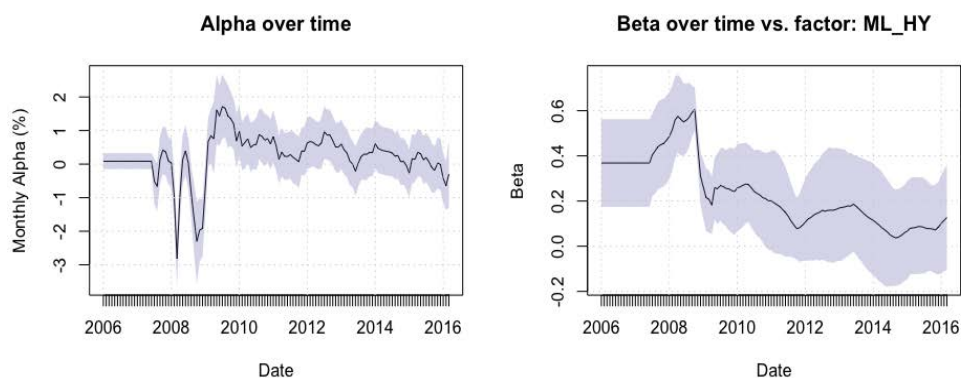 Alpha over time
Monthly Alpha (%)
2
1
0
-1
-2
-3
2006 2008 2010 2012 2014 2016
Date
Beta over time vs. factor: ML_HY
Beta
0.6
0.4
0.2
0.0
-0.2
2006 2008 2010 2012 2014 2016
Date